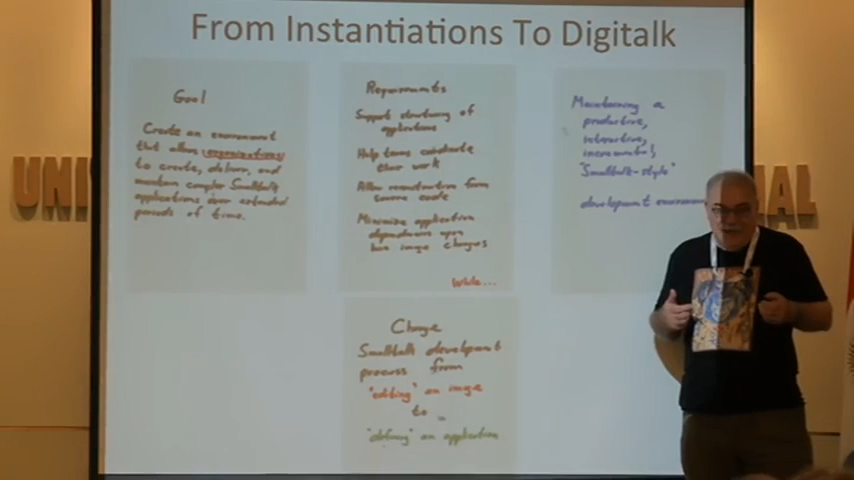 From Instantiations To Digitalk
Goal
Create an environment
that allows organizations
to create, deliver, and
maintain complex Smalltalk
applications over extended
periods of time.
Requirements
Support structuring of
applications
Help teams coordinate
their work
Allow reconstruction from
source code
Minimize application
dependencies upon
base image changes
While...
Change
Smalltalk development
process from
"editing" an image
to
"defining" an application
Maintaining a
productive,
interactive,
incremental,
"Smalltalk-style"
development environment
UNI
NAL